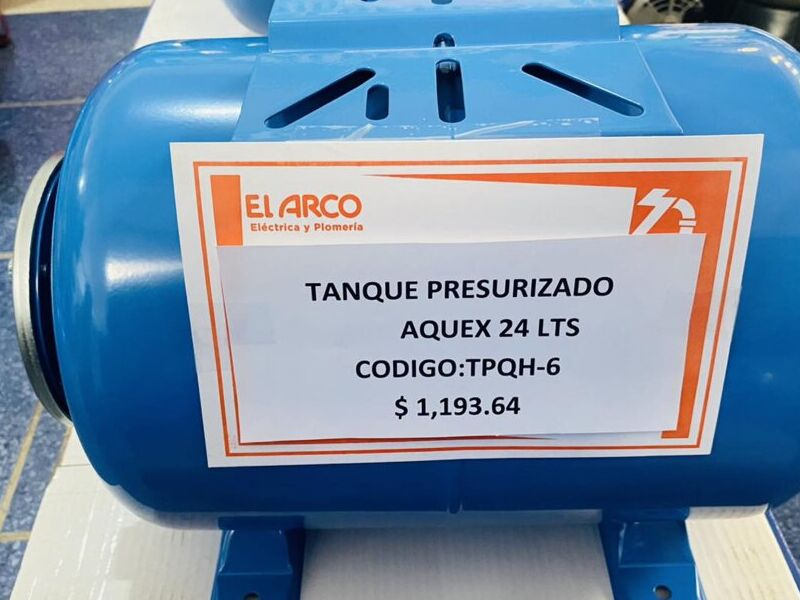 El ARCO
Eléctrica y Plomería
TANQUE PRESURIZADO
AQUEX 24 LTS
CODIGO:TPQH-6
$ 1,193.64